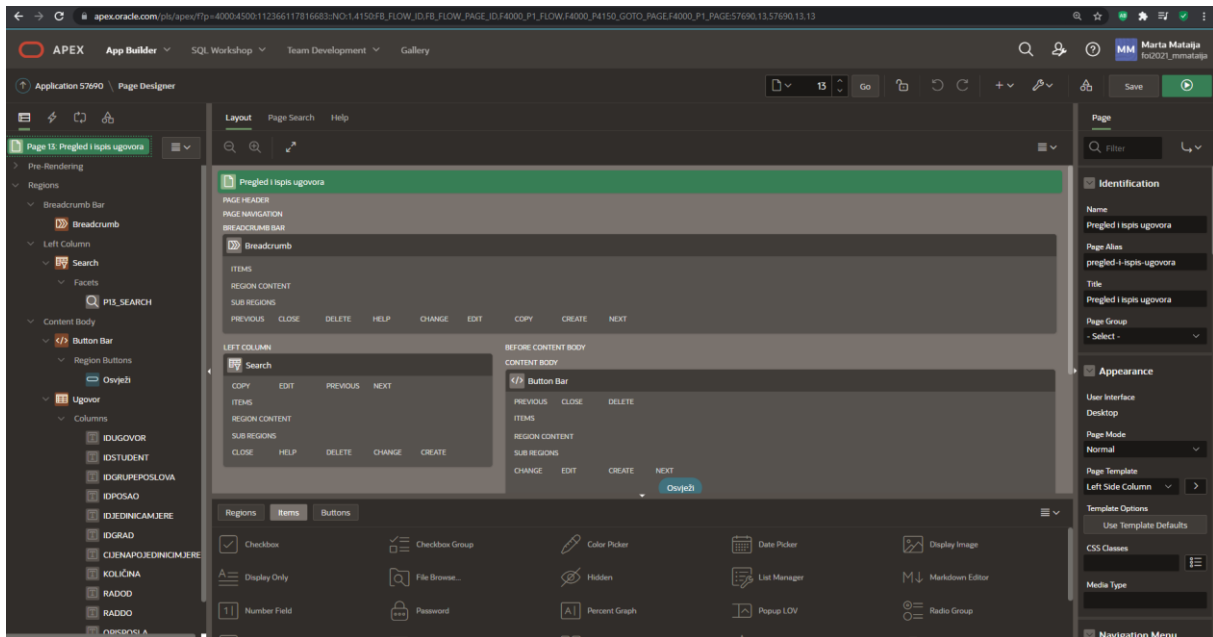 apex.oracle.com/pls/apex/f?p=4000:4500:112366117816683::NO:1,4150:FB_FLOW_ID,FB_FLOW_PAGE_ID,F4000_P1_FLOW,F4000_P4150_GOTO_PAGE,F4000_P1_PAGE:57690,13,57690,13,13
APEX App Builder SQL Workshop Team Development Gallery MM Marta Mataija
foi2021_mmataija
Application 57690 \ Page Designer 13 Go Save
Layout Page Search Help Page
Page 13: Pregled i ispis ugovora
Filter
Pre-Rendering
Regions
Breadcrumb Bar
Breadcrumb
Left Column
Search
Facets
P13_SEARCH
Content Body
Button Bar
Region Buttons
Osvježi
Ugovor
Columns
IDUGOVOR
IDSTUDENT
IDGRUPEPOSLOVA
IDPOSAO
IDJEDINICAMJERE
IDGRAD
CIJENAPOJEDINICIMJERE
KOLIČINA
RADOD
RADDO
OPISPOSLA
Pregled i ispis ugovora
PAGE HEADER
PAGE NAVIGATION
BREADCRUMB BAR
Breadcrumb
ITEMS
REGION CONTENT
SUB REGIONS
PREVIOUS CLOSE DELETE HELP CHANGE EDIT COPY CREATE NEXT
LEFT COLUMN
Search
COPY EDIT PREVIOUS NEXT
ITEMS
REGION CONTENT
SUB REGIONS
CLOSE HELP DELETE CHANGE CREATE
BEFORE CONTENT BODY
CONTENT BODY
Button Bar
PREVIOUS CLOSE DELETE
ITEMS
REGION CONTENT
SUB REGIONS
CHANGE EDIT CREATE NEXT
Osvježi
Regions Items Buttons
Checkbox Checkbox Group Color Picker Date Picker Display Image
Display Only File Browse... Hidden List Manager Markdown Editor
Number Field Password Percent Graph Popup LOV Radio Group
Identification
Name
Pregled i ispis ugovora
Page Alias
pregled-i-ispis-ugovora
Title
Pregled i ispis ugovora
Page Group
- Select -
Appearance
User Interface
Desktop
Page Mode
Normal
Page Template
Left Side Column
Template Options
Use Template Defaults
CSS Classes
Media Type
Navigation Menu